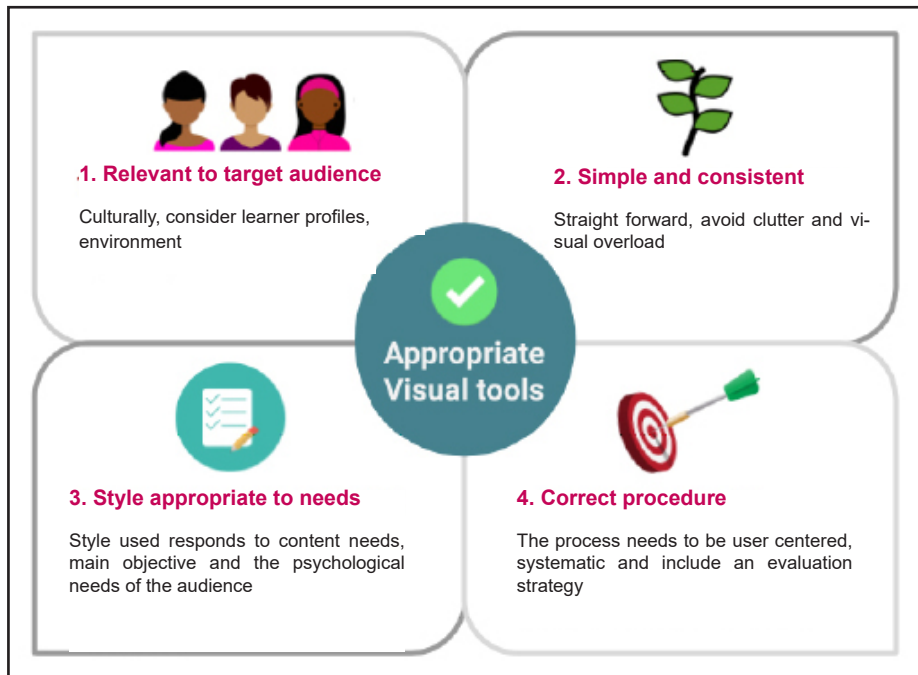 1. Relevant to target audience
Culturally, consider learner profiles,
environment
2. Simple and consistent
Straight forward, avoid clutter and vi-
sual overload
Appropriate
Visual tools
3. Style appropriate to needs
Style used responds to content needs,
main objective and the psychological
needs of the audience
4. Correct procedure
The process needs to be user centered,
systematic and include an evaluation
strategy